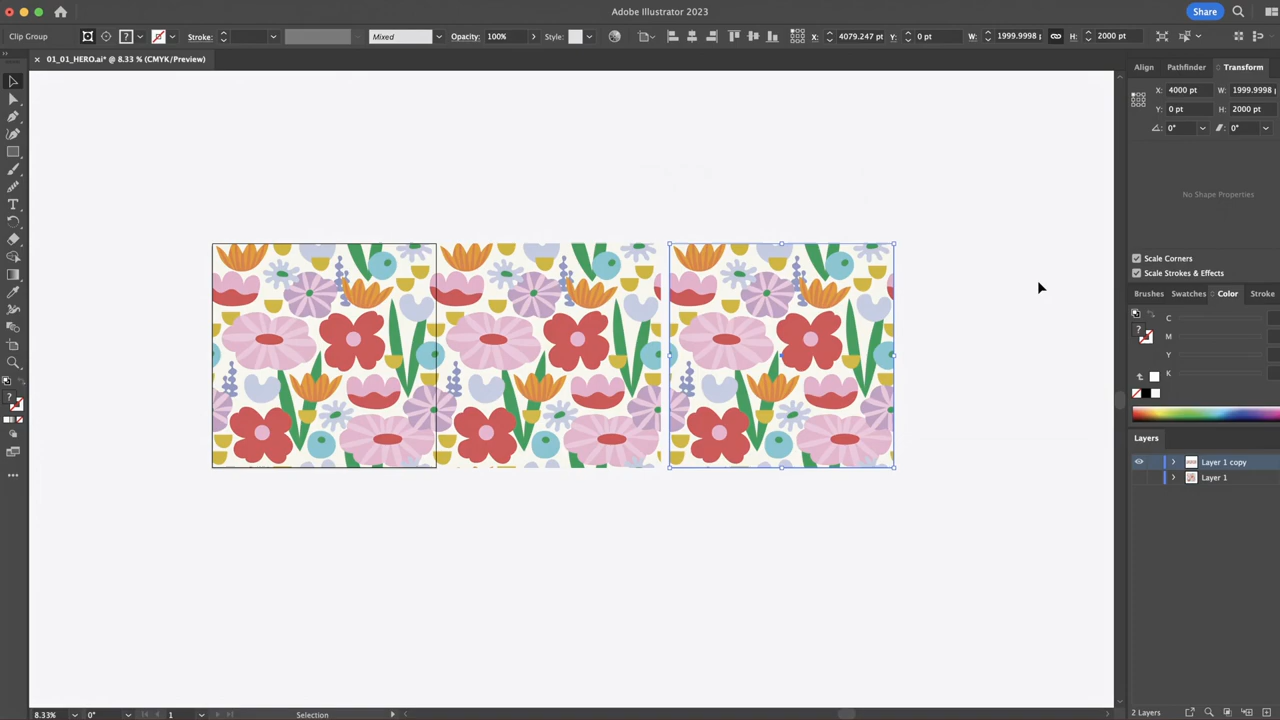 Adobe Illustrator 2023
Share
Clip Group
Stroke:
Mixed
Opacity:
100%
Style:
X:
4079.247 pt
Y:
0 pt
W:
1999.9998 p
H:
2000 pt
01_01_HERO.ai* @ 8.33 % (CMYK/Preview)
Align
Pathfinder
Transform
X:
4000 pt
W:
1999.9998
Y:
0 pt
H:
2000 pt
0°
0°
No Shape Properties
Scale Corners
Scale Strokes & Effects
Brushes
Swatches
Color
Stroke
C
M
Y
K
Layers
Layer 1 copy
Layer 1
8.33%
0°
1
Selection
2 Layers